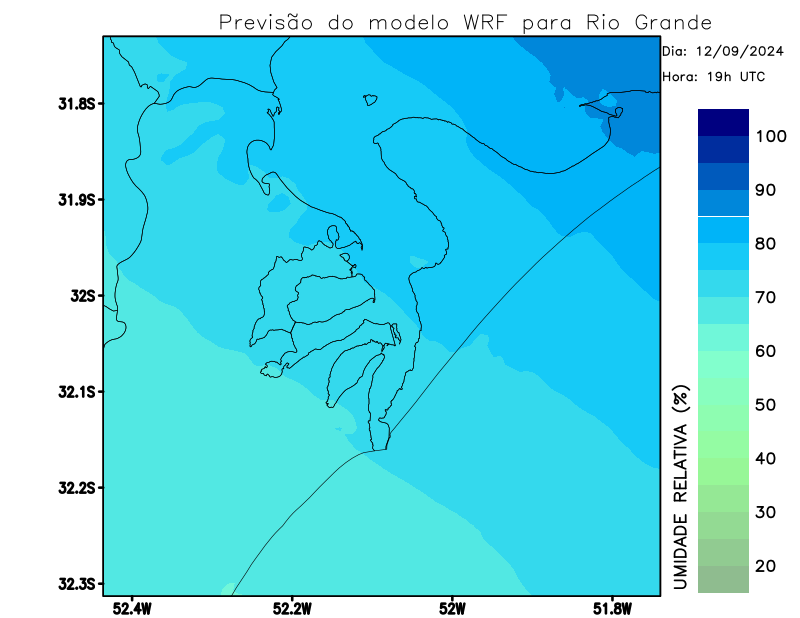 Previsão do modelo WRF para Rio Grande
Dia: 12/09/2024
Hora: 19h UTC
31.8S
31.9S
32S
32.1S
32.2S
32.3S
52.4W
52.2W
52W
51.8W
100
90
80
70
60
50
40
30
20
UMIDADE RELATIVA (%)